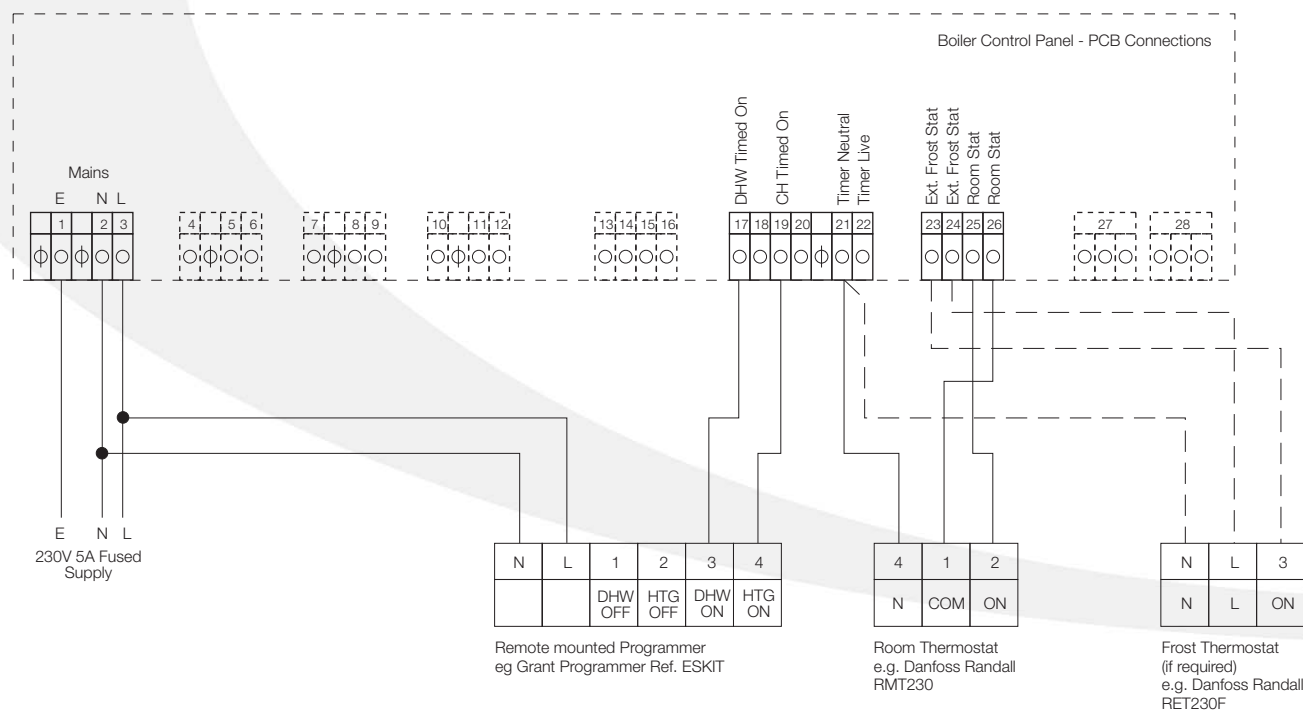 Boiler Control Panel - PCB Connections
Mains
E N L
DHW Timed On
CH Timed On
Timer Neutral
Timer Live
Ext. Frost Stat
Ext. Frost Stat
Room Stat
Room Stat
1 2 3
4 5 6
7 8 9
10 11 12
13 14 15 16
17 18 19 20 21 22
23 24 25 26
27
28
E N L
230V 5A Fused
Supply
N L 1 2 3 4
DHW OFF
HTG OFF
DHW ON
HTG ON
Remote mounted Programmer
eg Grant Programmer Ref. ESKIT
4 1 2
N COM ON
Room Thermostat
e.g. Danfoss Randall
RMT230
N L 3
N L ON
Frost Thermostat
(if required)
e.g. Danfoss Randall
RET230F